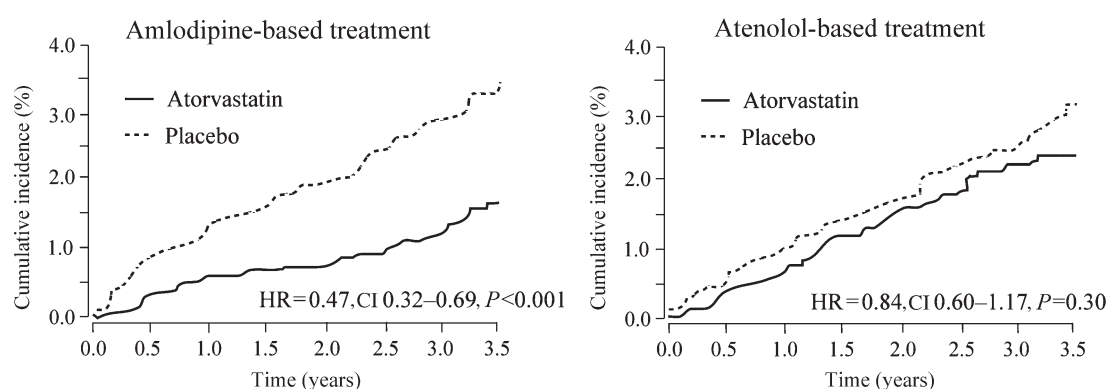 Amlodipine-based treatment
4.0
3.0
2.0
1.0
0.0
Cumulative incidence (%)
Atorvastatin
Placebo
HR=0.47,CI 0.32–0.69, P<0.001
0.0 0.5 1.0 1.5 2.0 2.5 3.0 3.5
Time (years)
Atenolol-based treatment
4.0
3.0
2.0
1.0
0.0
Cumulative incidence (%)
Atorvastatin
Placebo
HR=0.84,CI 0.60–1.17, P=0.30
0.0 0.5 1.0 1.5 2.0 2.5 3.0 3.5
Time (years)